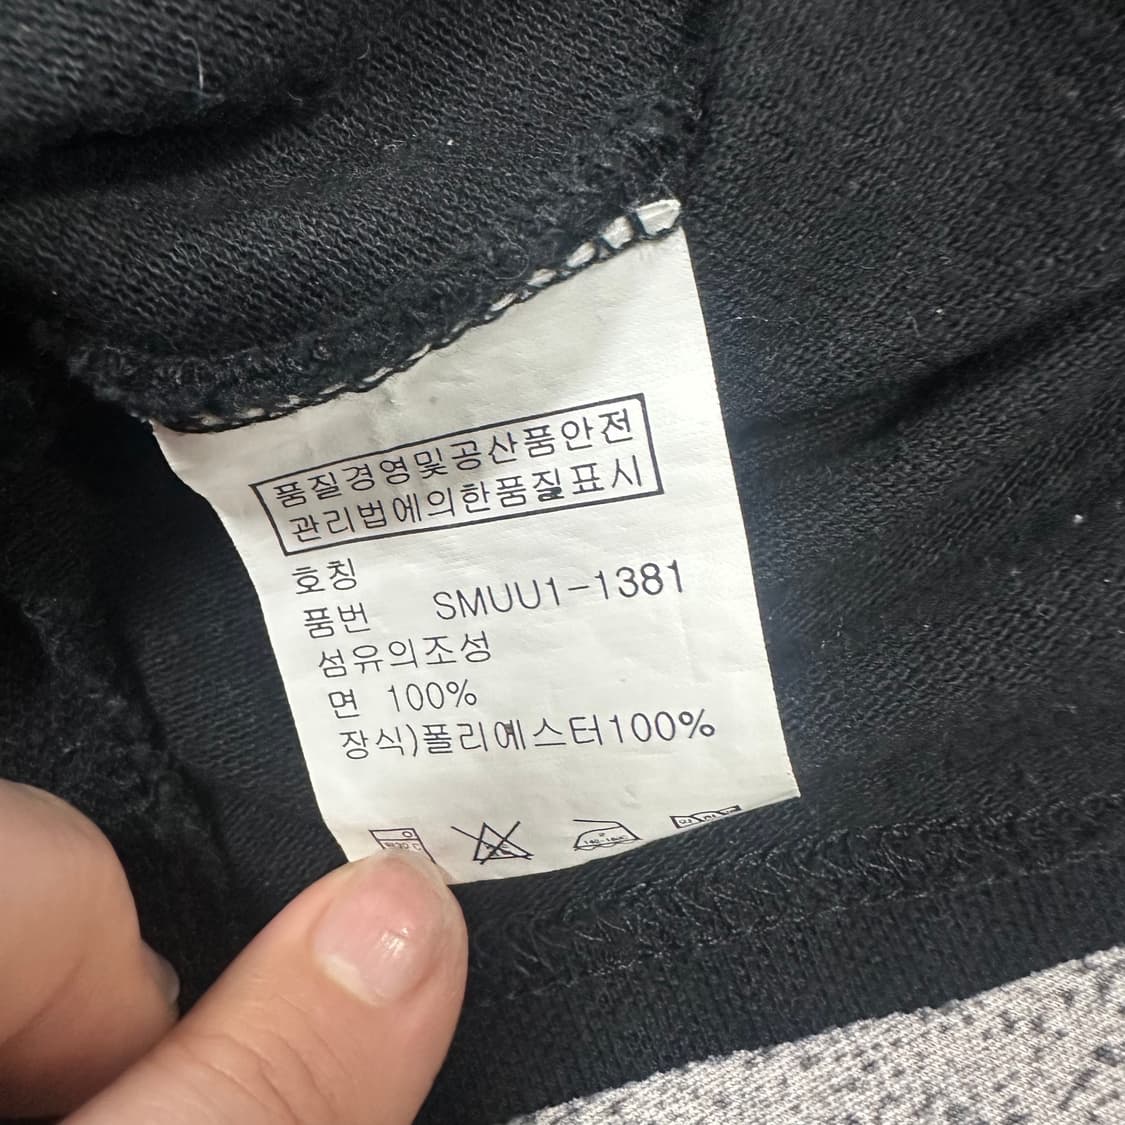 품질경영및공산품안전
관리법에의한품질표시
호칭
품번 SMUU1-1381
섬유의조성
면 100%
장식)폴리에스터100%